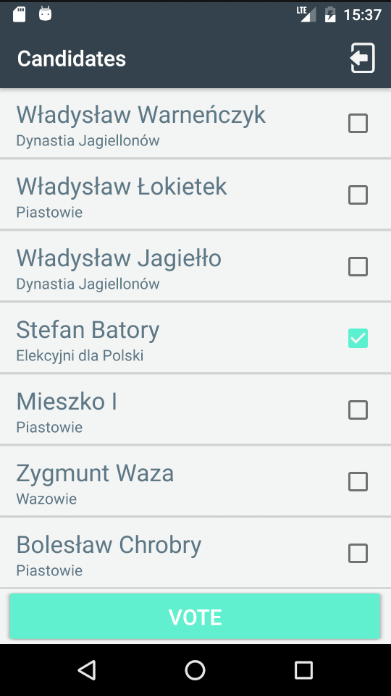 LTE 15:37
Candidates
Władysław Warneńczyk
Dynastia Jagiellonów
Władysław Łokietek
Piastowie
Władysław Jagiełło
Dynastia Jagiellonów
Stefan Batory
Elekcyjni dla Polski
Mieszko I
Piastowie
Zygmunt Waza
Wazowie
Bolesław Chrobry
Piastowie
VOTE